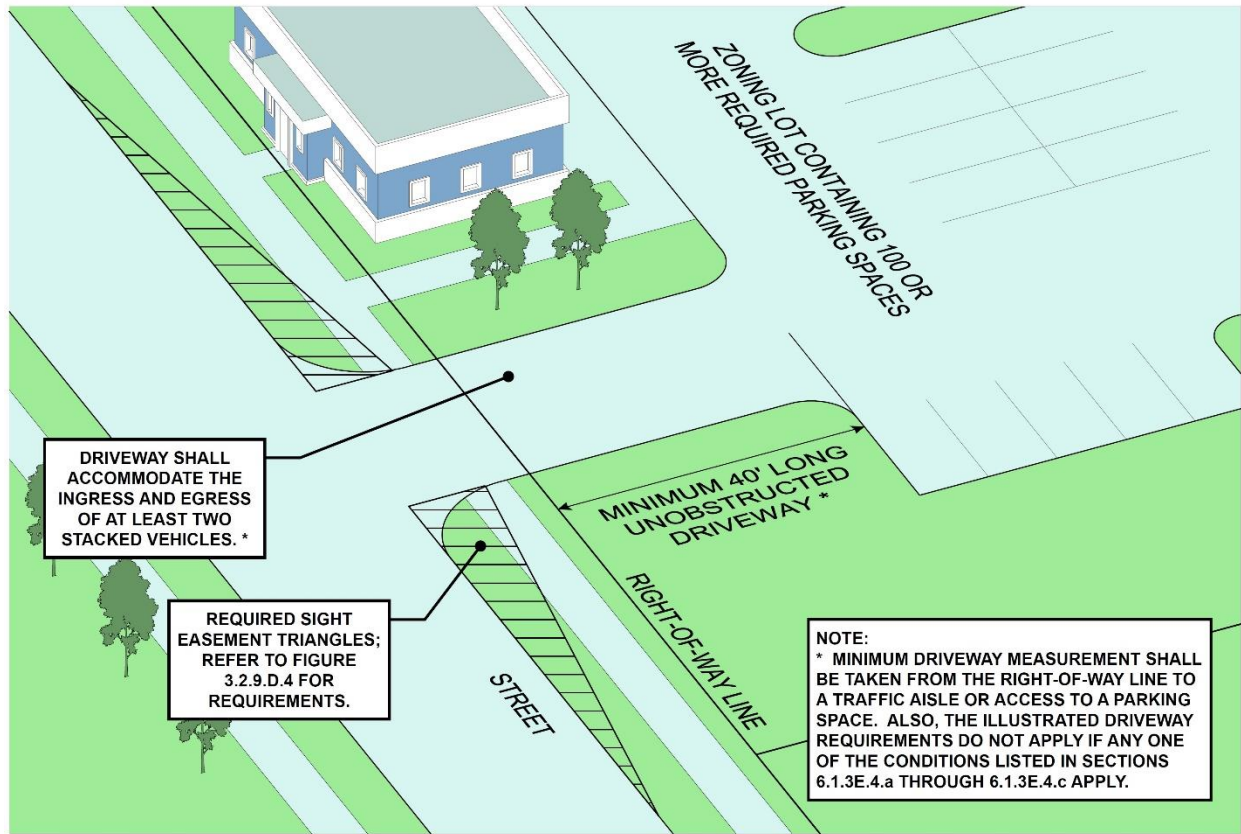 ZONING LOT CONTAINING 100 OR
MORE REQUIRED PARKING SPACES
DRIVEWAY SHALL
ACCOMMODATE THE
INGRESS AND EGRESS
OF AT LEAST TWO
STACKED VEHICLES. *
MINIMUM 40' LONG
UNOBSTRUCTED
DRIVEWAY *
REQUIRED SIGHT
EASEMENT TRIANGLES;
REFER TO FIGURE
3.2.9.D.4 FOR
REQUIREMENTS.
STREET
RIGHT-OF-WAY LINE
NOTE:
* MINIMUM DRIVEWAY MEASUREMENT SHALL
BE TAKEN FROM THE RIGHT-OF-WAY LINE TO
A TRAFFIC AISLE OR ACCESS TO A PARKING
SPACE. ALSO, THE ILLUSTRATED DRIVEWAY
REQUIREMENTS DO NOT APPLY IF ANY ONE
OF THE CONDITIONS LISTED IN SECTIONS
6.1.3E.4.a THROUGH 6.1.3E.4.c APPLY.